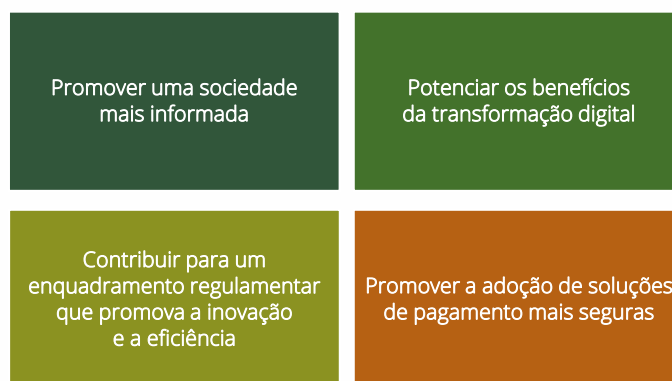 Promover uma sociedade
mais informada
Potenciar os benefícios
da transformação digital
Contribuir para um
enquadramento regulamentar
que promova a inovação
e a eficiência
Promover a adoção de soluções
de pagamento mais seguras